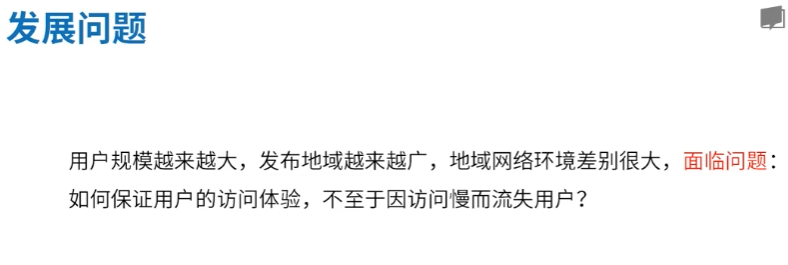 发展问题
用户规模越来越大，发布地域越来越广，地域网络环境差别很大，面临问题：
如何保证用户的访问体验，不至于因访问慢而流失用户？